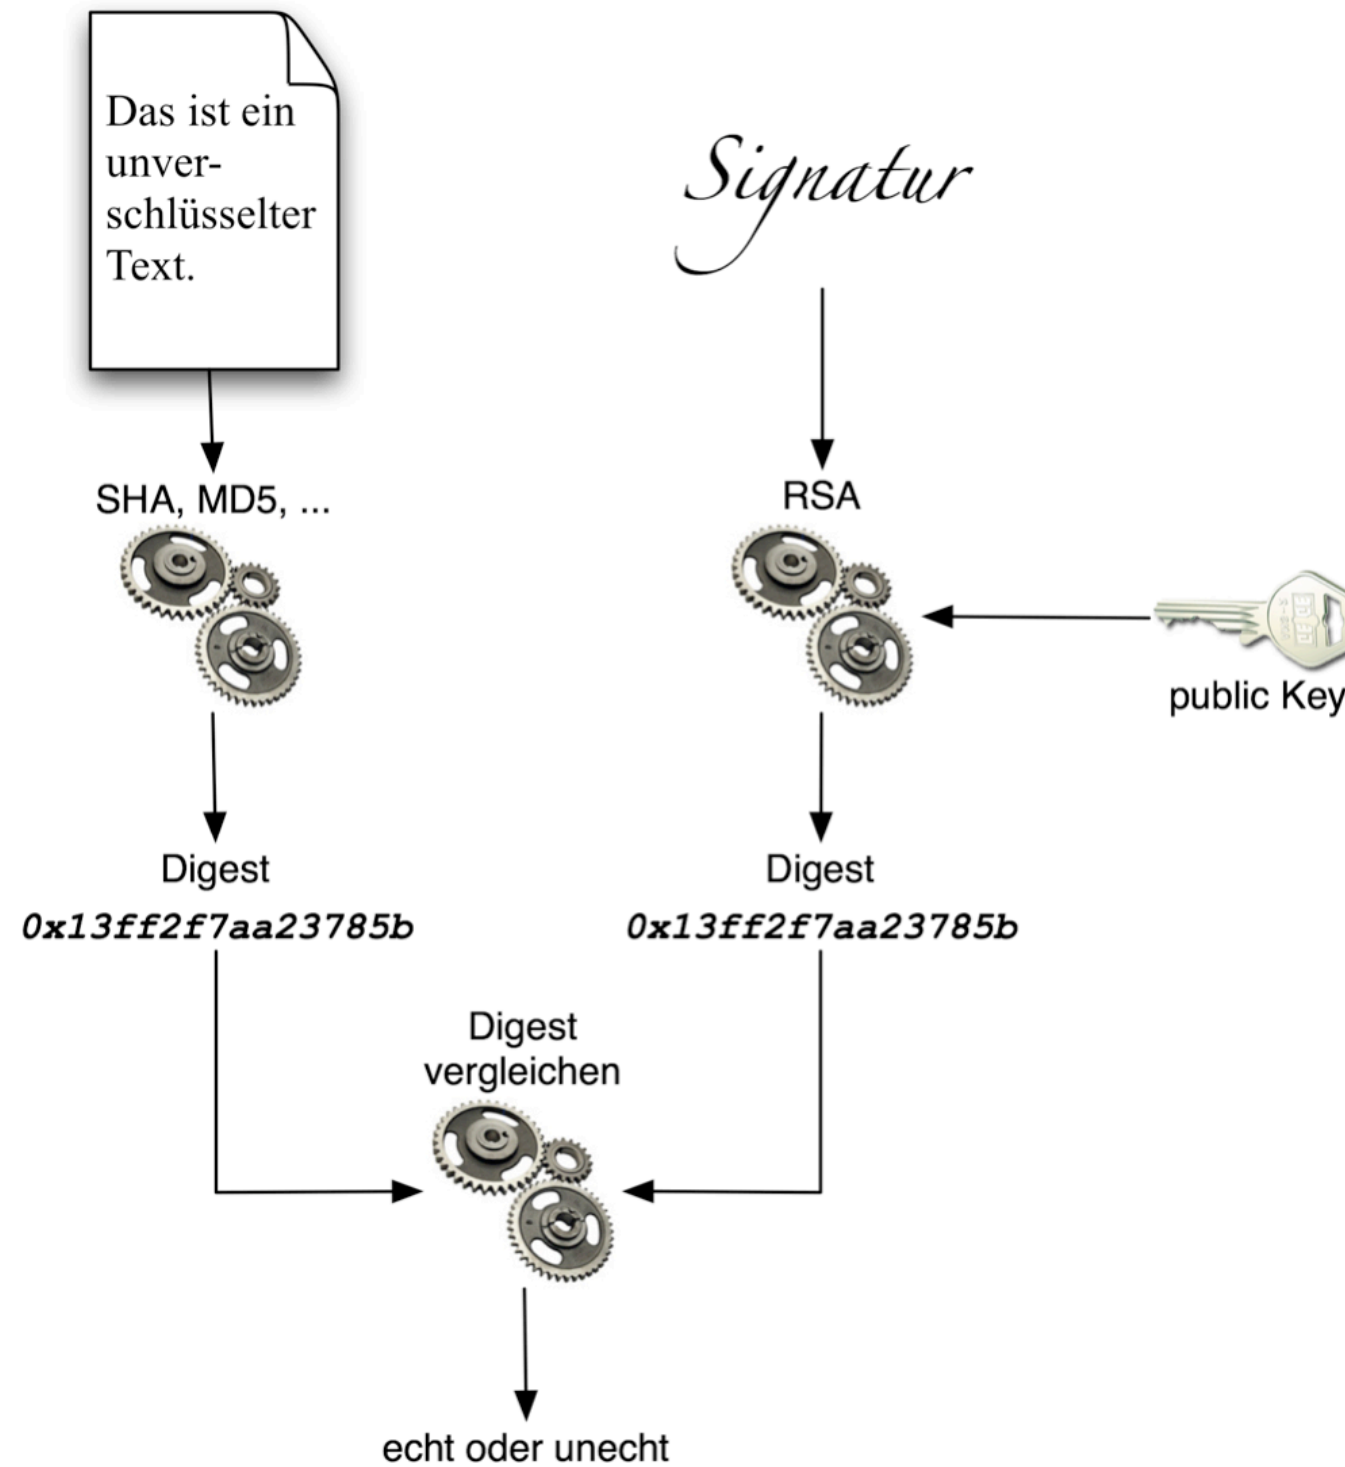 Das ist ein
unver-
schlüsselter
Text.
Signatur
SHA, MD5, ...
RSA
public Key
Digest
0x13ff2f7aa23785b
Digest
0x13ff2f7aa23785b
Digest
vergleichen
echt oder unecht